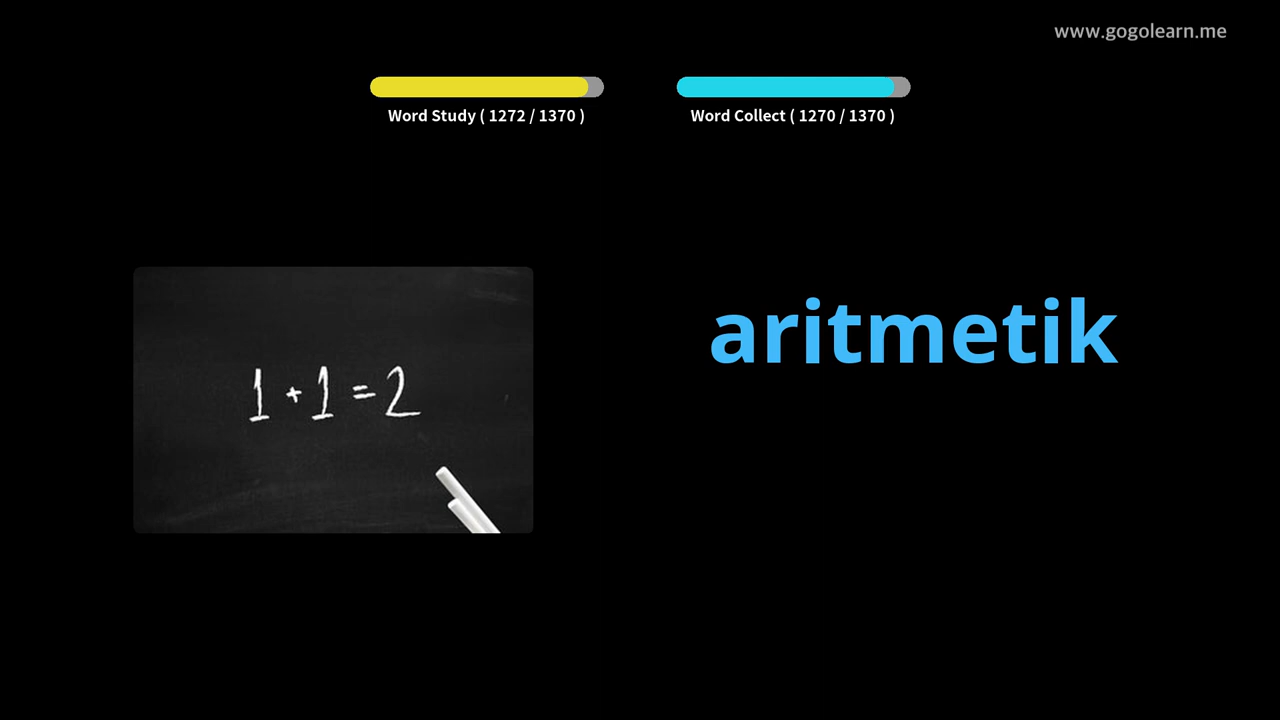 www.gogolearn.me
Word Study ( 1272 / 1370 )
Word Collect ( 1270 / 1370 )
aritmetik
1 + 1 = 2